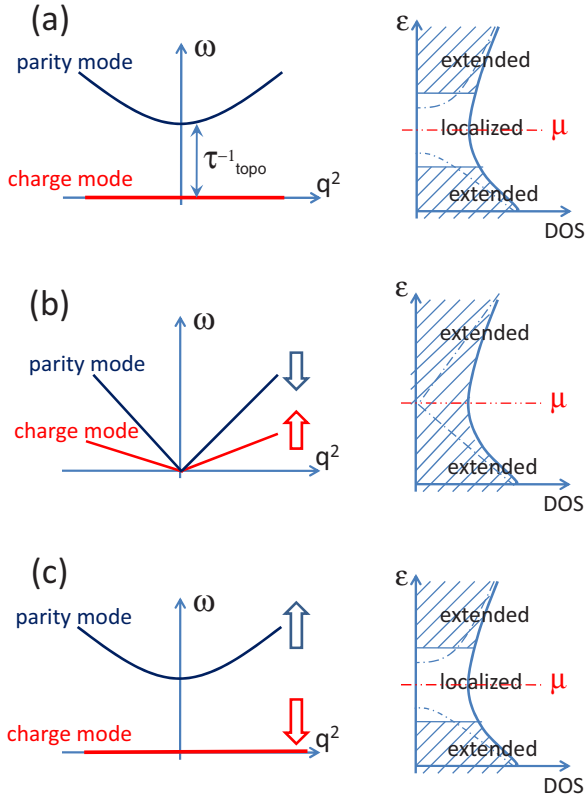 (a)
ω
parity mode
τ⁻¹topo
charge mode
q²
ε
extended
localized
μ
extended
DOS
(b)
ω
parity mode
charge mode
q²
ε
extended
μ
extended
DOS
(c)
ω
parity mode
charge mode
q²
ε
extended
localized
μ
extended
DOS